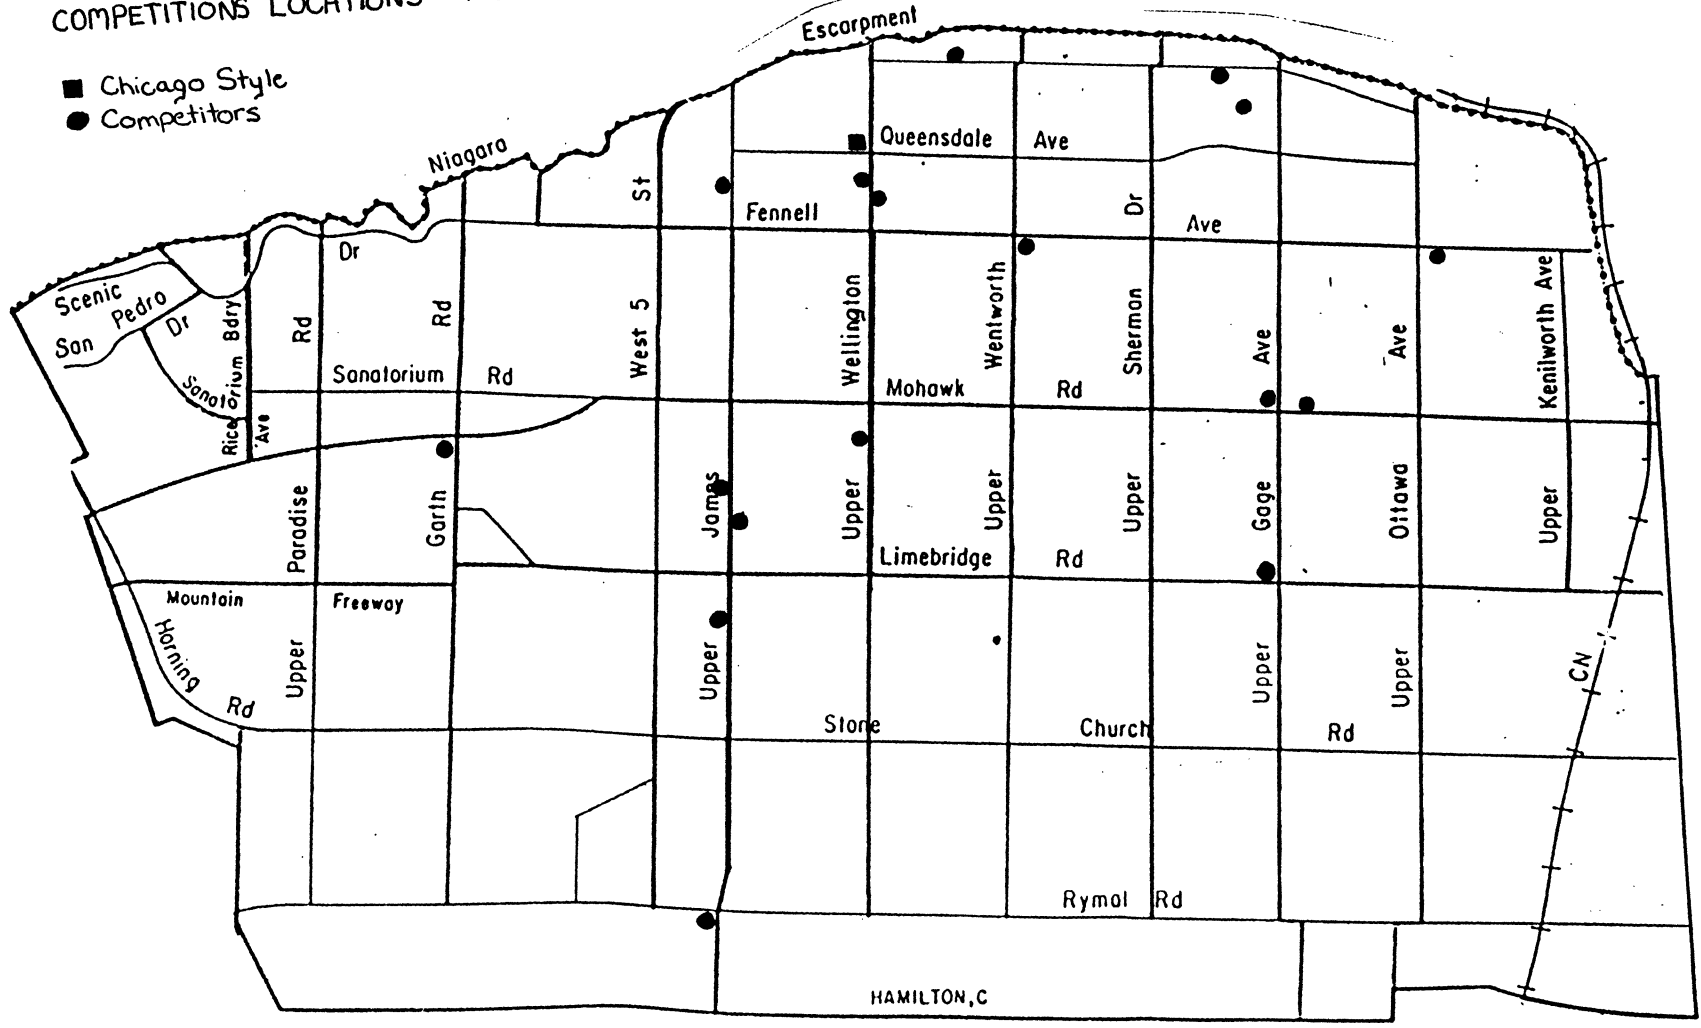 COMPETITIONS LOCATIONS
Chicago Style
Competitors
Niagara
Escarpment
Queensdale Ave
Fennell Ave
Scenic Dr
San Pedro Dr
Sanatorium
Sanatorium Rd
Mohawk Rd
Limebridge Rd
Mountain Freeway
Horning Rd
Stone Church Rd
Rymal Rd
Rice Ave
Bdry
Upper Paradise Rd
Garth Rd
West 5 St
Upper James
Upper Wellington
Upper Wentworth
Upper Sherman Dr
Upper Gage Ave
Upper Ottawa Ave
Upper Kenilworth Ave
CN
HAMILTON, C